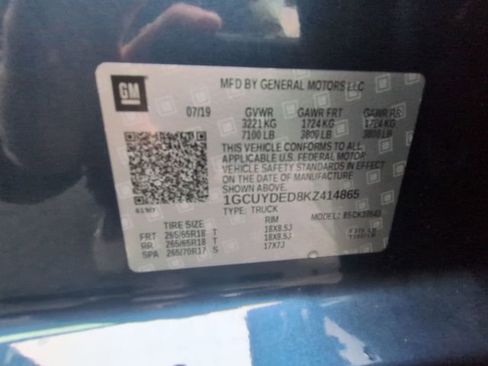 GM
MFD BY GENERAL MOTORS LLC
07/19 GVWR GAWR FRT GAWR RR
3221 KG 1724 KG 1724 KG
7100 LB 3800 LB 3800 LB
THIS VEHICLE CONFORMS TO ALL
APPLICABLE U.S. FEDERAL MOTOR
VEHICLE SAFETY STANDARDS IN EFFECT
ON THE DATE OF MANUFACTURE
SHOWN ABOVE.
1GCUYDED8KZ414865
TYPE: TRUCK MODEL:
TIRE SIZE RIM
FRT 265/65R18 T 18X8.5J
RR 265/65R18 T 18X8.5J
SPA 265/70R17 S 17X7J